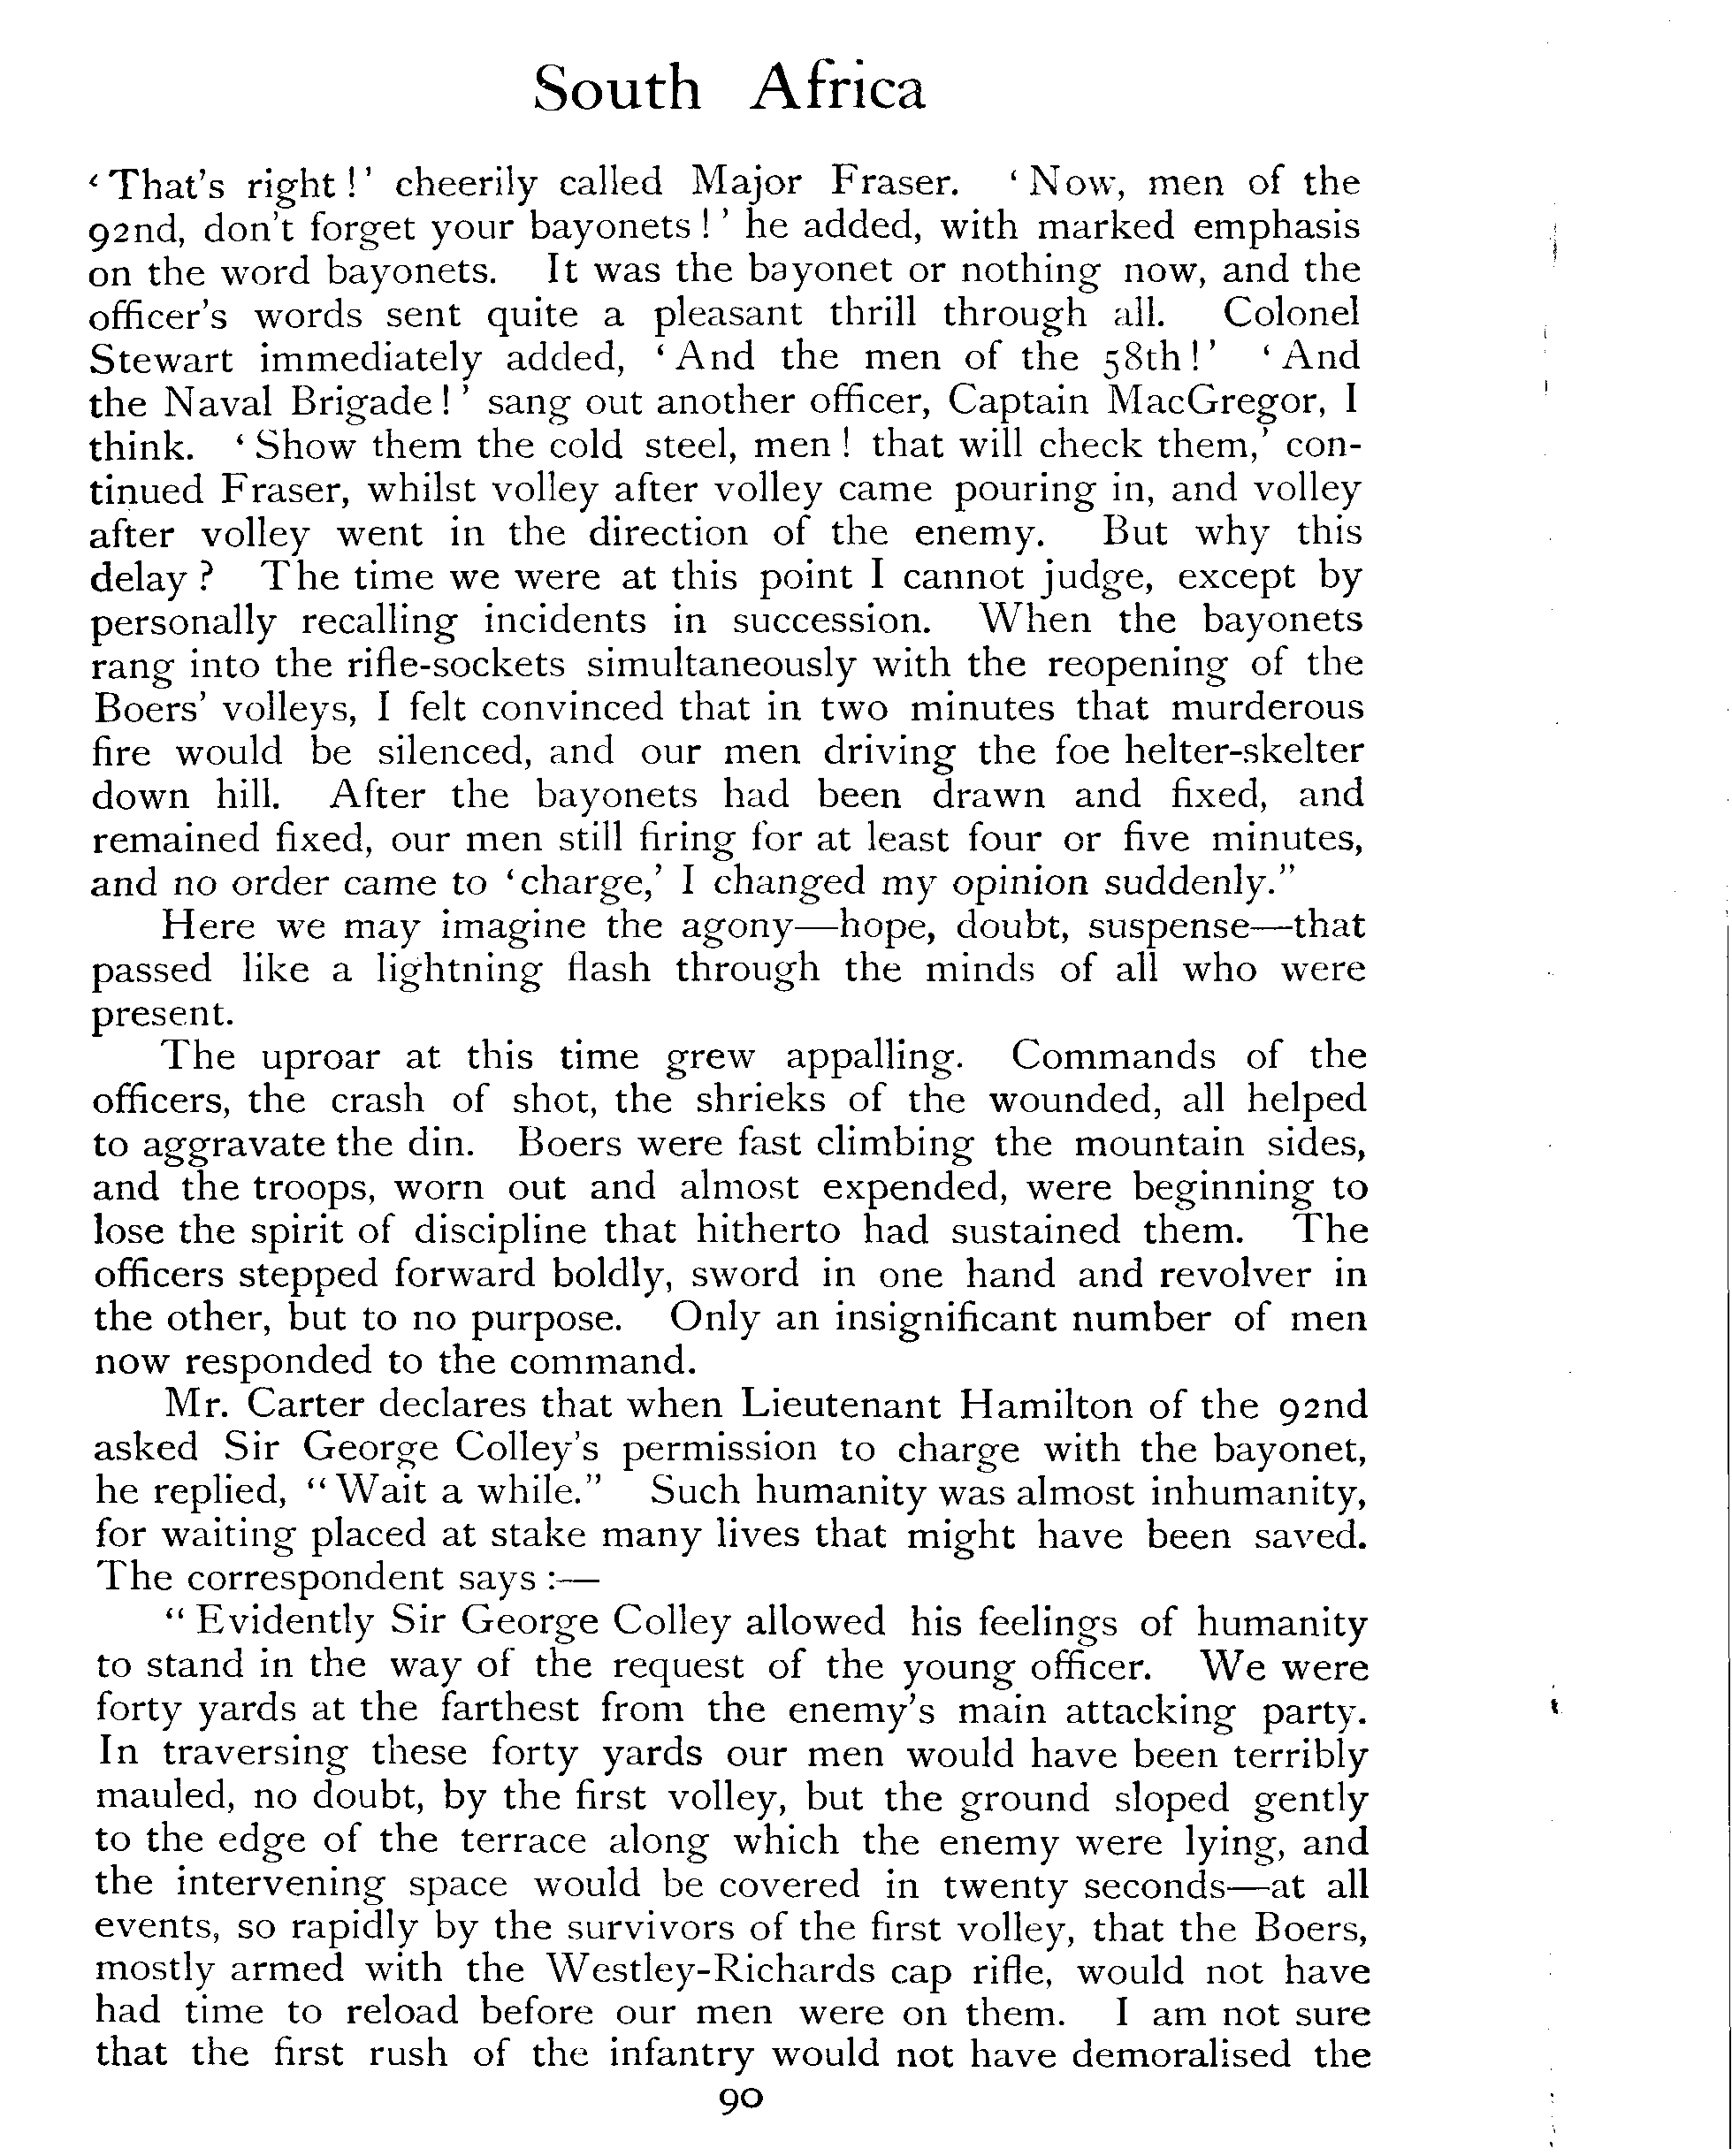 South Africa
‘That's right!’ cheerily called Major Fraser. ‘Now, men of the
92nd, don't forget your bayonets!’ he added, with marked emphasis
on the word bayonets. It was the bayonet or nothing now, and the
officer's words sent quite a pleasant thrill through all. Colonel
Stewart immediately added, ‘And the men of the 58th!’ ‘And
the Naval Brigade!’ sang out another officer, Captain MacGregor, I
think. ‘Show them the cold steel, men! that will check them,’ con-
tinued Fraser, whilst volley after volley came pouring in, and volley
after volley went in the direction of the enemy. But why this
delay? The time we were at this point I cannot judge, except by
personally recalling incidents in succession. When the bayonets
rang into the rifle-sockets simultaneously with the reopening of the
Boers' volleys, I felt convinced that in two minutes that murderous
fire would be silenced, and our men driving the foe helter-skelter
down hill. After the bayonets had been drawn and fixed, and
remained fixed, our men still firing for at least four or five minutes,
and no order came to ‘charge,’ I changed my opinion suddenly.”
Here we may imagine the agony—hope, doubt, suspense—that
passed like a lightning flash through the minds of all who were
present.
The uproar at this time grew appalling. Commands of the
officers, the crash of shot, the shrieks of the wounded, all helped
to aggravate the din. Boers were fast climbing the mountain sides,
and the troops, worn out and almost expended, were beginning to
lose the spirit of discipline that hitherto had sustained them. The
officers stepped forward boldly, sword in one hand and revolver in
the other, but to no purpose. Only an insignificant number of men
now responded to the command.
Mr. Carter declares that when Lieutenant Hamilton of the 92nd
asked Sir George Colley's permission to charge with the bayonet,
he replied, “Wait a while.” Such humanity was almost inhumanity,
for waiting placed at stake many lives that might have been saved.
The correspondent says:—
“Evidently Sir George Colley allowed his feelings of humanity
to stand in the way of the request of the young officer. We were
forty yards at the farthest from the enemy's main attacking party.
In traversing these forty yards our men would have been terribly
mauled, no doubt, by the first volley, but the ground sloped gently
to the edge of the terrace along which the enemy were lying, and
the intervening space would be covered in twenty seconds—at all
events, so rapidly by the survivors of the first volley, that the Boers,
mostly armed with the Westley-Richards cap rifle, would not have
had time to reload before our men were on them. I am not sure
that the first rush of the infantry would not have demoralised the
90